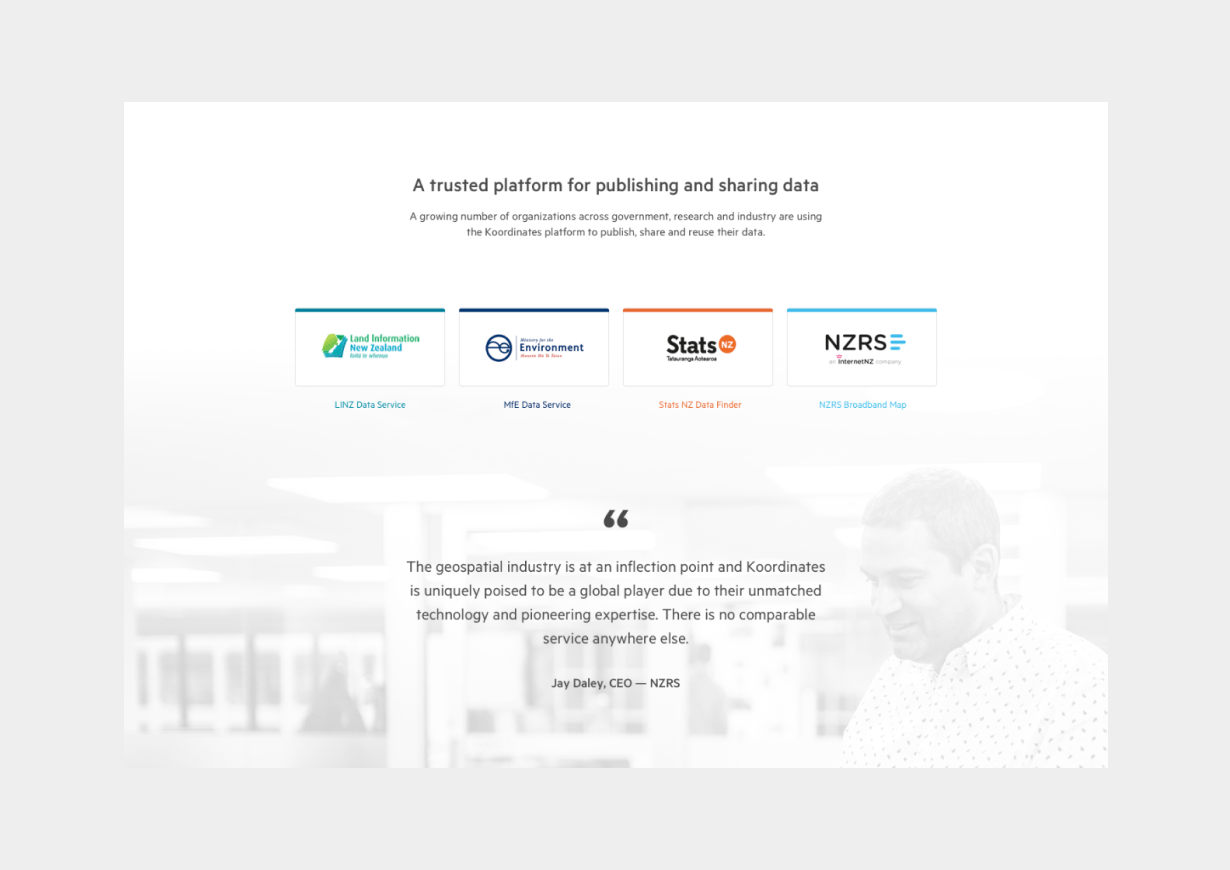 A trusted platform for publishing and sharing data
A growing number of organizations across government, research and industry are using
the Koordinates platform to publish, share and reuse their data.
Land Information
New Zealand
Toitū te whenua
Ministry for the
Environment
Manatū Mō Te Taiao
Stats NZ
Tatauranga Aotearoa
NZRS
an InternetNZ company
LINZ Data Service
MfE Data Service
Stats NZ Data Finder
NZRS Broadband Map
“
The geospatial industry is at an inflection point and Koordinates
is uniquely poised to be a global player due to their unmatched
technology and pioneering expertise. There is no comparable
service anywhere else.
Jay Daley, CEO — NZRS